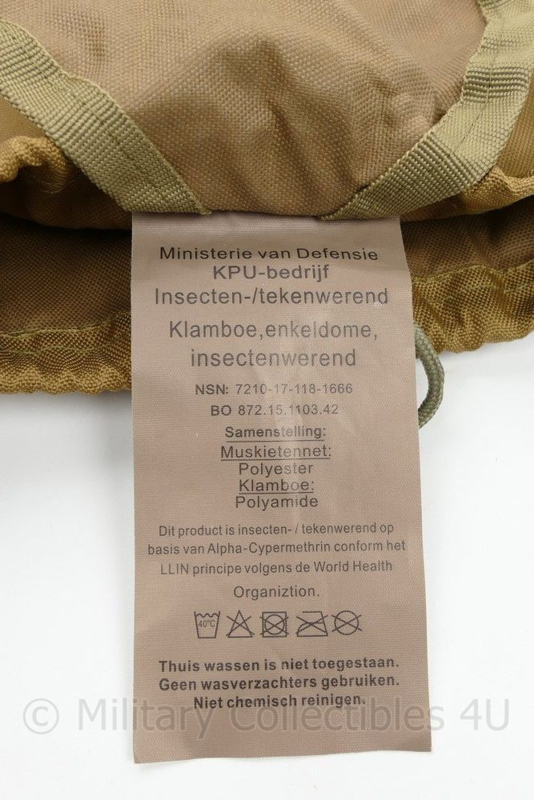 Ministerie van Defensie
KPU-bedrijf
Insecten-/tekenwerend
Klamboe,enkeldome,
insectenwerend
NSN: 7210-17-118-1666
BO 872.15.1103.42
Samenstelling:
Muskietennet:
Polyester
Klamboe:
Polyamide
Dit product is insecten- / tekenwerend op
basis van Alpha-Cypermethrin conform het
LLIN principe volgens de World Health
Organiztion.
40°C
Thuis wassen is niet toegestaan.
Geen wasverzachters gebruiken.
Niet chemisch reinigen.
© Military Collectibles 4U